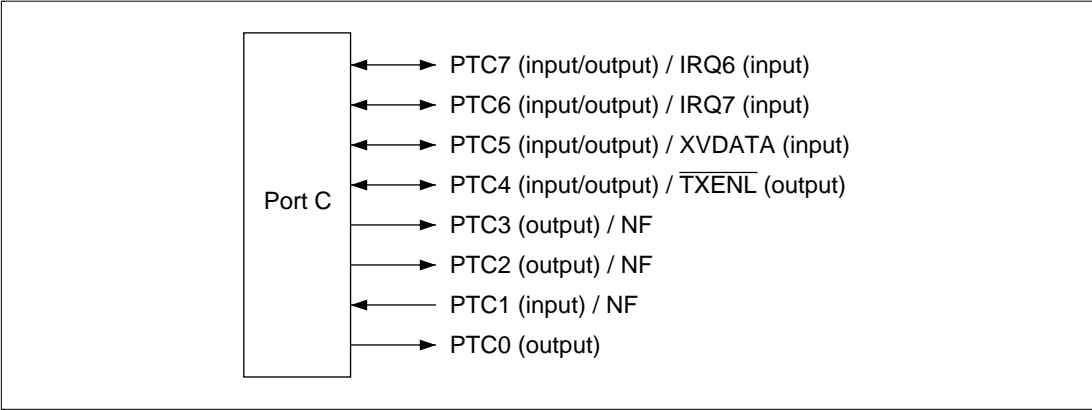 Port C
PTC7 (input/output) / IRQ6 (input)
PTC6 (input/output) / IRQ7 (input)
PTC5 (input/output) / XVDATA (input)
PTC4 (input/output) / T̅X̅E̅N̅L̅ (output)
PTC3 (output) / NF
PTC2 (output) / NF
PTC1 (input) / NF
PTC0 (output)